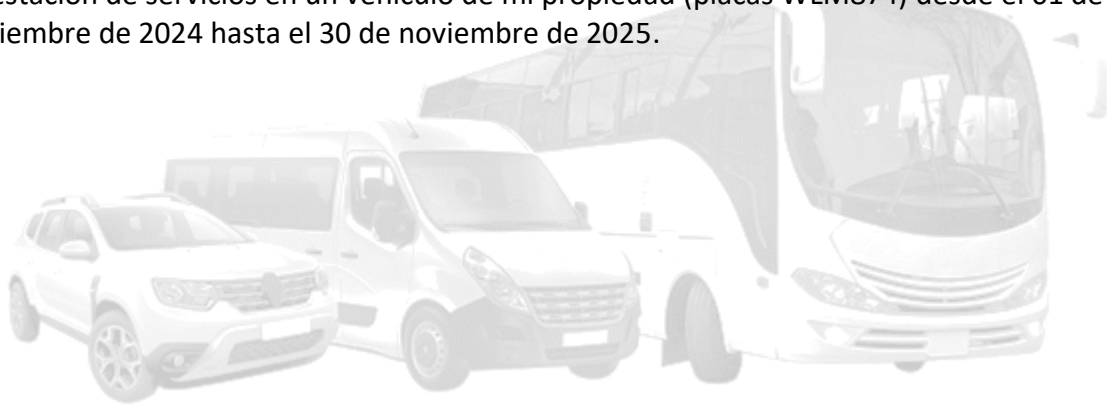 estación de servicios en un vehículo de mi propiedad (placas WLM874) desde el 01 de
iembre de 2024 hasta el 30 de noviembre de 2025.